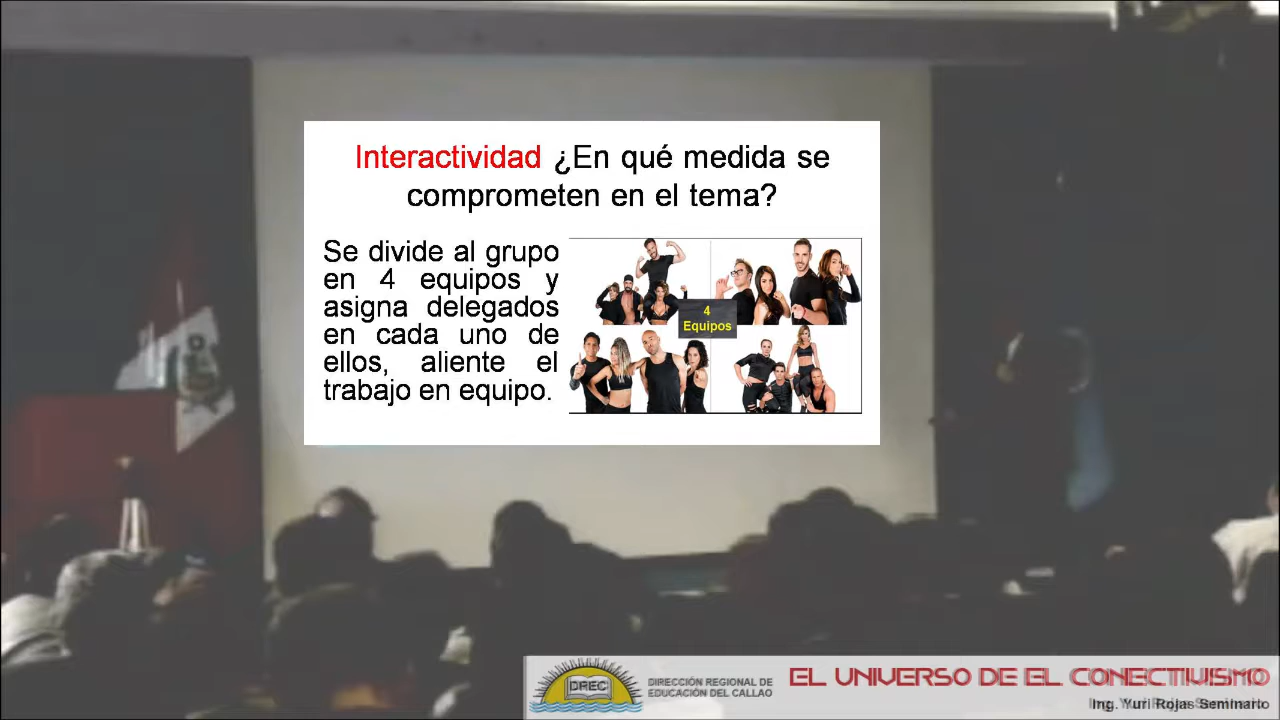 Interactividad ¿En qué medida se
comprometen en el tema?
Se divide al grupo
en 4 equipos y
asigna delegados
en cada uno de
ellos, aliente el
trabajo en equipo.
4
Equipos
DREC
DIRECCIÓN REGIONAL DE
EDUCACIÓN DEL CALLAO
EL UNIVERSO DE EL CONECTIVISMO
Ing. Yuri Rojas Seminario